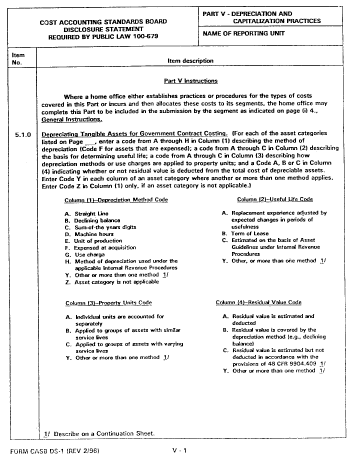 COST ACCOUNTING STANDARDS BOARD
DISCLOSURE STATEMENT
REQUIRED BY PUBLIC LAW 100-679
PART V - DEPRECIATION AND
CAPITALIZATION PRACTICES
NAME OF REPORTING UNIT
Item
No.
Item description
Part V Instructions
Where a home office either establishes practices or procedures for the types of costs
covered in this Part or incurs and then allocates these costs to its segments, the home office may
complete this Part to be included in the submission by the segment as indicated on page (i) 4.,
General Instructions.
5.1.0
Depreciating Tangible Assets for Government Contract Costing. (For each of the asset categories
listed on Page ___, enter a code from A through H in Column (1) describing the method of
depreciation (Code F for assets that are expensed); a code from A through C in Column (2) describing
the basis for determining useful life; a code from A through C in Column (3) describing how
depreciation methods or use charges are applied to property units; and a Code A, B or C in Column
(4) indicating whether or not residual value is deducted from the total cost of depreciable assets.
Enter Code Y in each column of an asset category where another or more than one method applies.
Enter Code Z in Column (1) only, if an asset category is not applicable.)
Column (1)--Depreciation Method Code
A. Straight Line
B. Declining balance
C. Sum-of-the years digits
D. Machine hours
E. Unit of production
F. Expensed at acquisition
G. Use charge
H. Method of depreciation used under the
applicable Internal Revenue Procedures
Y. Other or more than one method 1/
Z. Asset category is not applicable
Column (2)--Useful Life Code
A. Replacement experience adjusted by
expected changes in periods of
usefulness
B. Term of Lease
C. Estimated on the basis of Asset
Guidelines under Internal Revenue
Procedures
Y. Other, or more than one method 1/
Column (3)--Property Units Code
A. Individual units are accounted for
separately
B. Applied to groups of assets with similar
service lives
C. Applied to groups of assets with varying
service lives
Y. Other or more than one method 1/
Column (4)--Residual Value Code
A. Residual value is estimated and
deducted
B. Residual value is covered by the
depreciation method (e.g., declining
balance)
C. Residual value is estimated but not
deducted in accordance with the
provisions of 48 CFR 9904.409 1/
Y. Other or more than one method 1/
1/ Describe on a Continuation Sheet.
FORM CASB DS-1 (REV 2/96)
V - 1